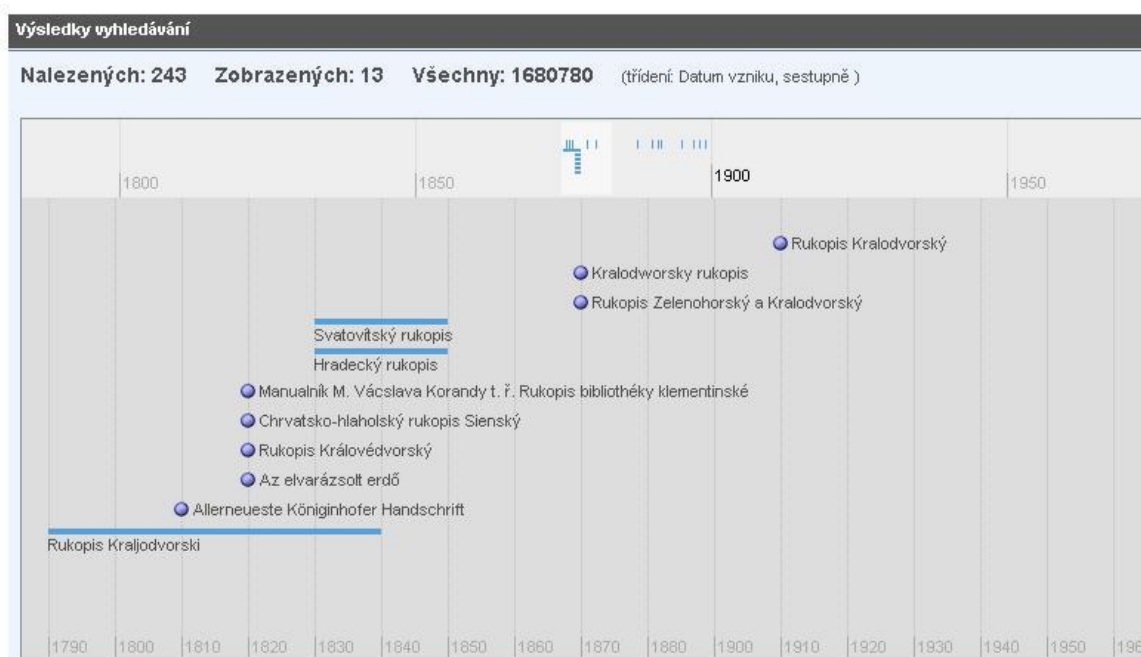 Výsledky vyhledávání
Nalezených: 243 Zobrazených: 13 Všechny: 1680780 (třídení: Datum vzniku, sestupně )
1800 1850 1900 1950
Rukopis Kralodvorský
Kralodworsky rukopis
Rukopis Zelenohorský a Kralodvorský
Svatovítský rukopis
Hradecký rukopis
Manualník M. Vácslava Korandy t. ř. Rukopis bibliothéky klementinské
Chrvatsko-hlaholský rukopis Sienský
Rukopis Královédvorský
Az elvarázsolt erdő
Allerneueste Königinhofer Handschrift
Rukopis Kraljodvorski
1790 1800 1810 1820 1830 1840 1850 1860 1870 1880 1890 1900 1910 1920 1930 1940 1950